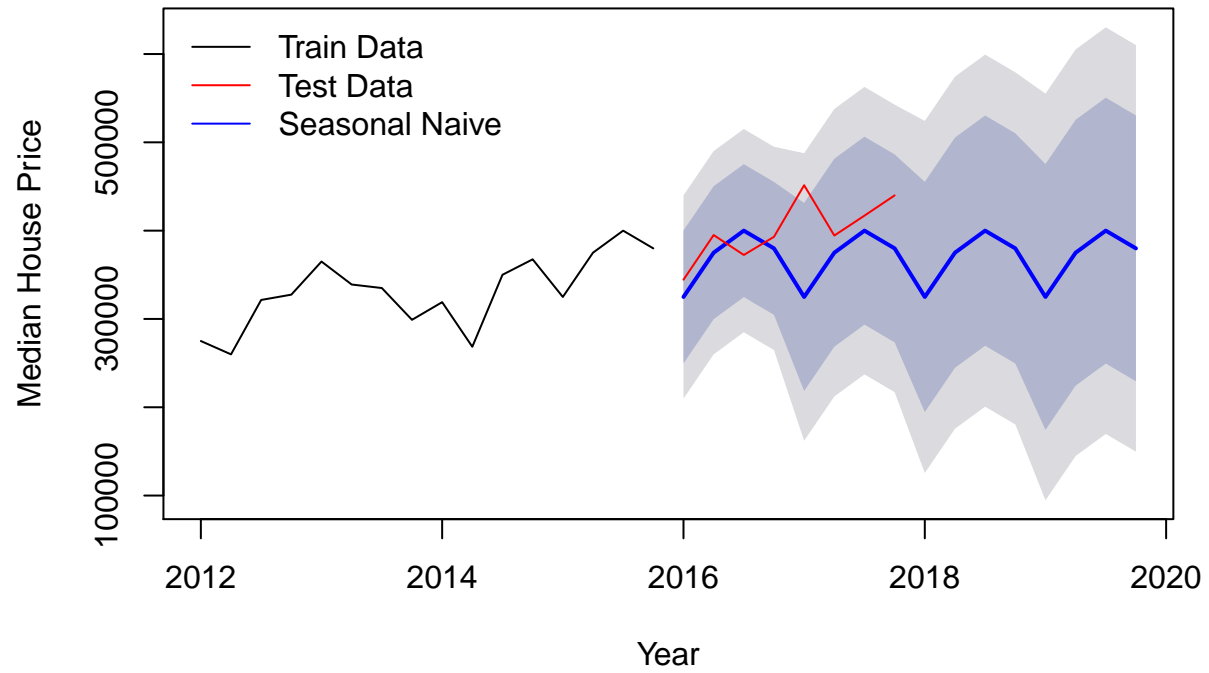 Train Data
Test Data
Seasonal Naive
Median House Price
500000
300000
100000
2012 2014 2016 2018 2020
Year